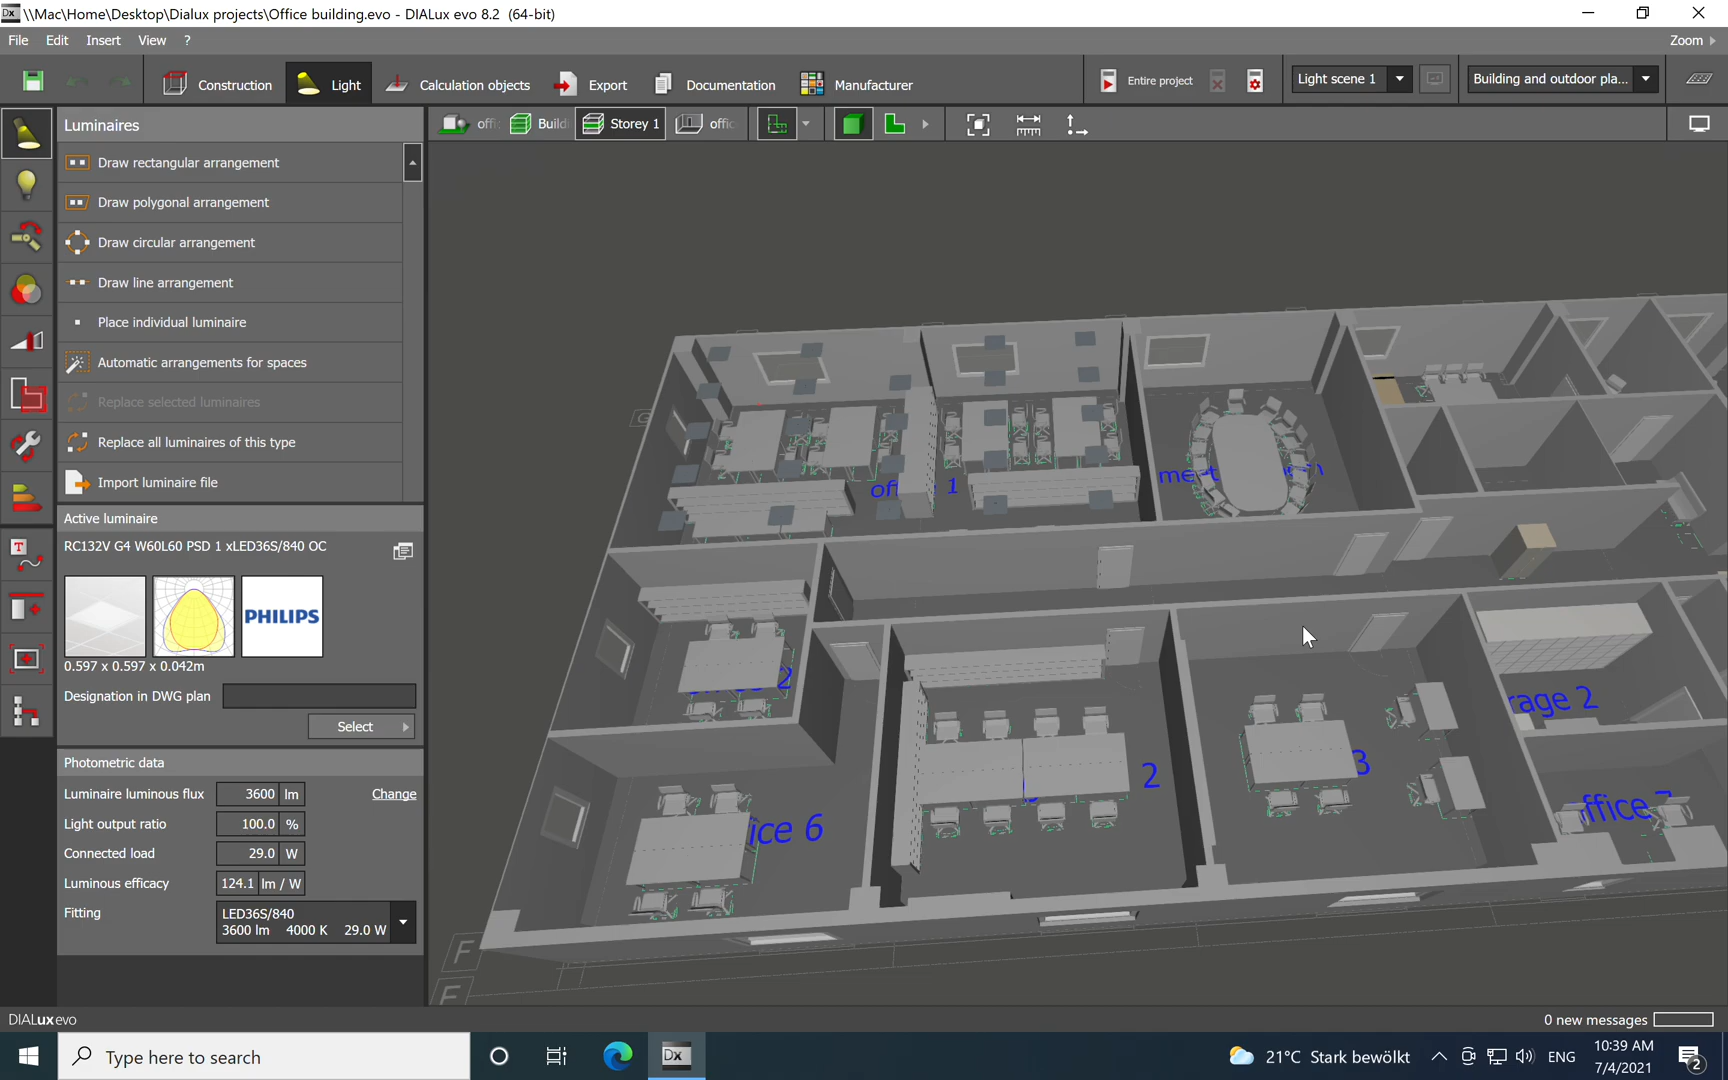 \\Mac\Home\Desktop\Dialux projects\Office building.evo - DIALux evo 8.2 (64-bit)
File Edit Insert View ? Zoom
Construction Light Calculation objects Export Documentation Manufacturer Entire project Light scene 1 Building and outdoor pla...
Storey 1
Luminaires
Draw rectangular arrangement
Draw polygonal arrangement
Draw circular arrangement
Draw line arrangement
Place individual luminaire
Automatic arrangements for spaces
Replace selected luminaires
Replace all luminaires of this type
Import luminaire file
Active luminaire
RC132V G4 W60L60 PSD 1 xLED36S/840 OC
PHILIPS
0.597 x 0.597 x 0.042m
Designation in DWG plan
Select
Photometric data
Luminaire luminous flux 3600 lm Change
Light output ratio 100.0 %
Connected load 29.0 W
Luminous efficacy 124.1 lm / W
Fitting LED36S/840
3600 lm 4000 K 29.0 W
1
2
ice 6
2
3
rage 2
ffice
F
F
DIALux evo
0 new messages
Type here to search
Dx
21°C Stark bewölkt
ENG
10:39 AM
7/4/2021
2